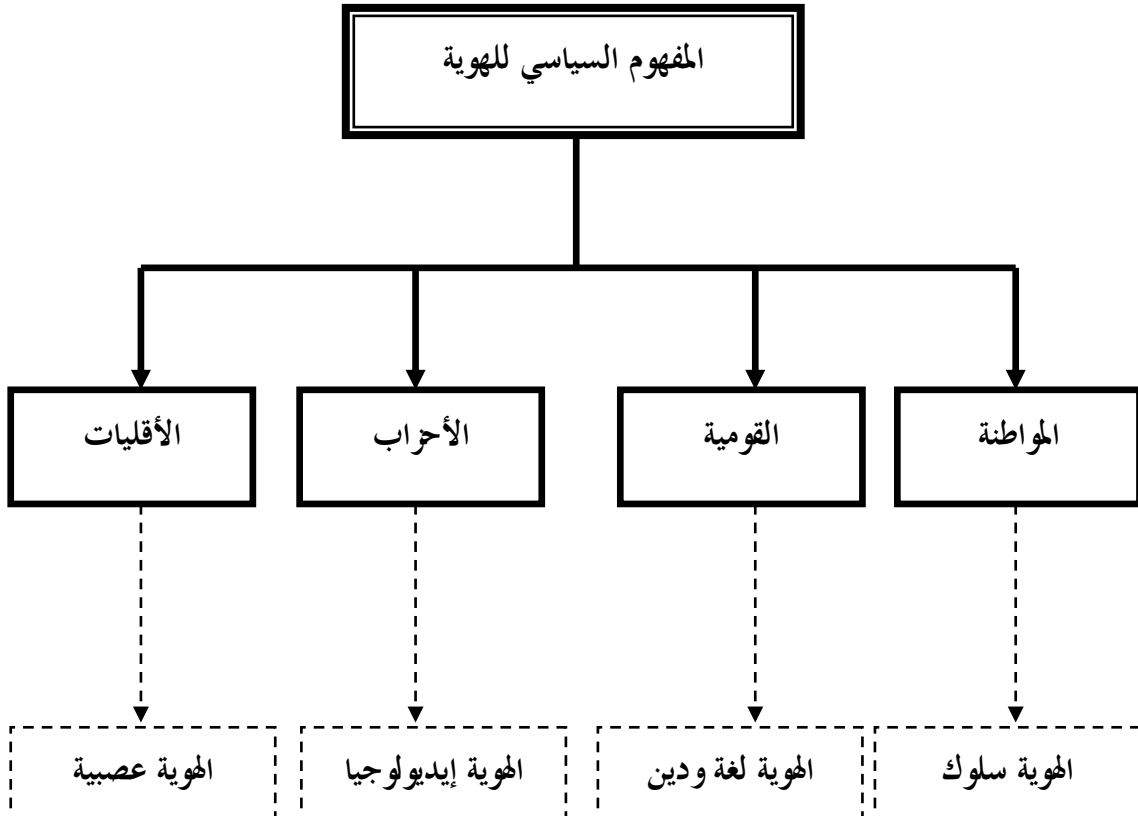 المفهوم السياسي للهوية
المواطنة
القومية
الأحزاب
الأقليات
الهوية سلوك
الهوية لغة ودين
الهوية إيديولوجيا
الهوية عصبية